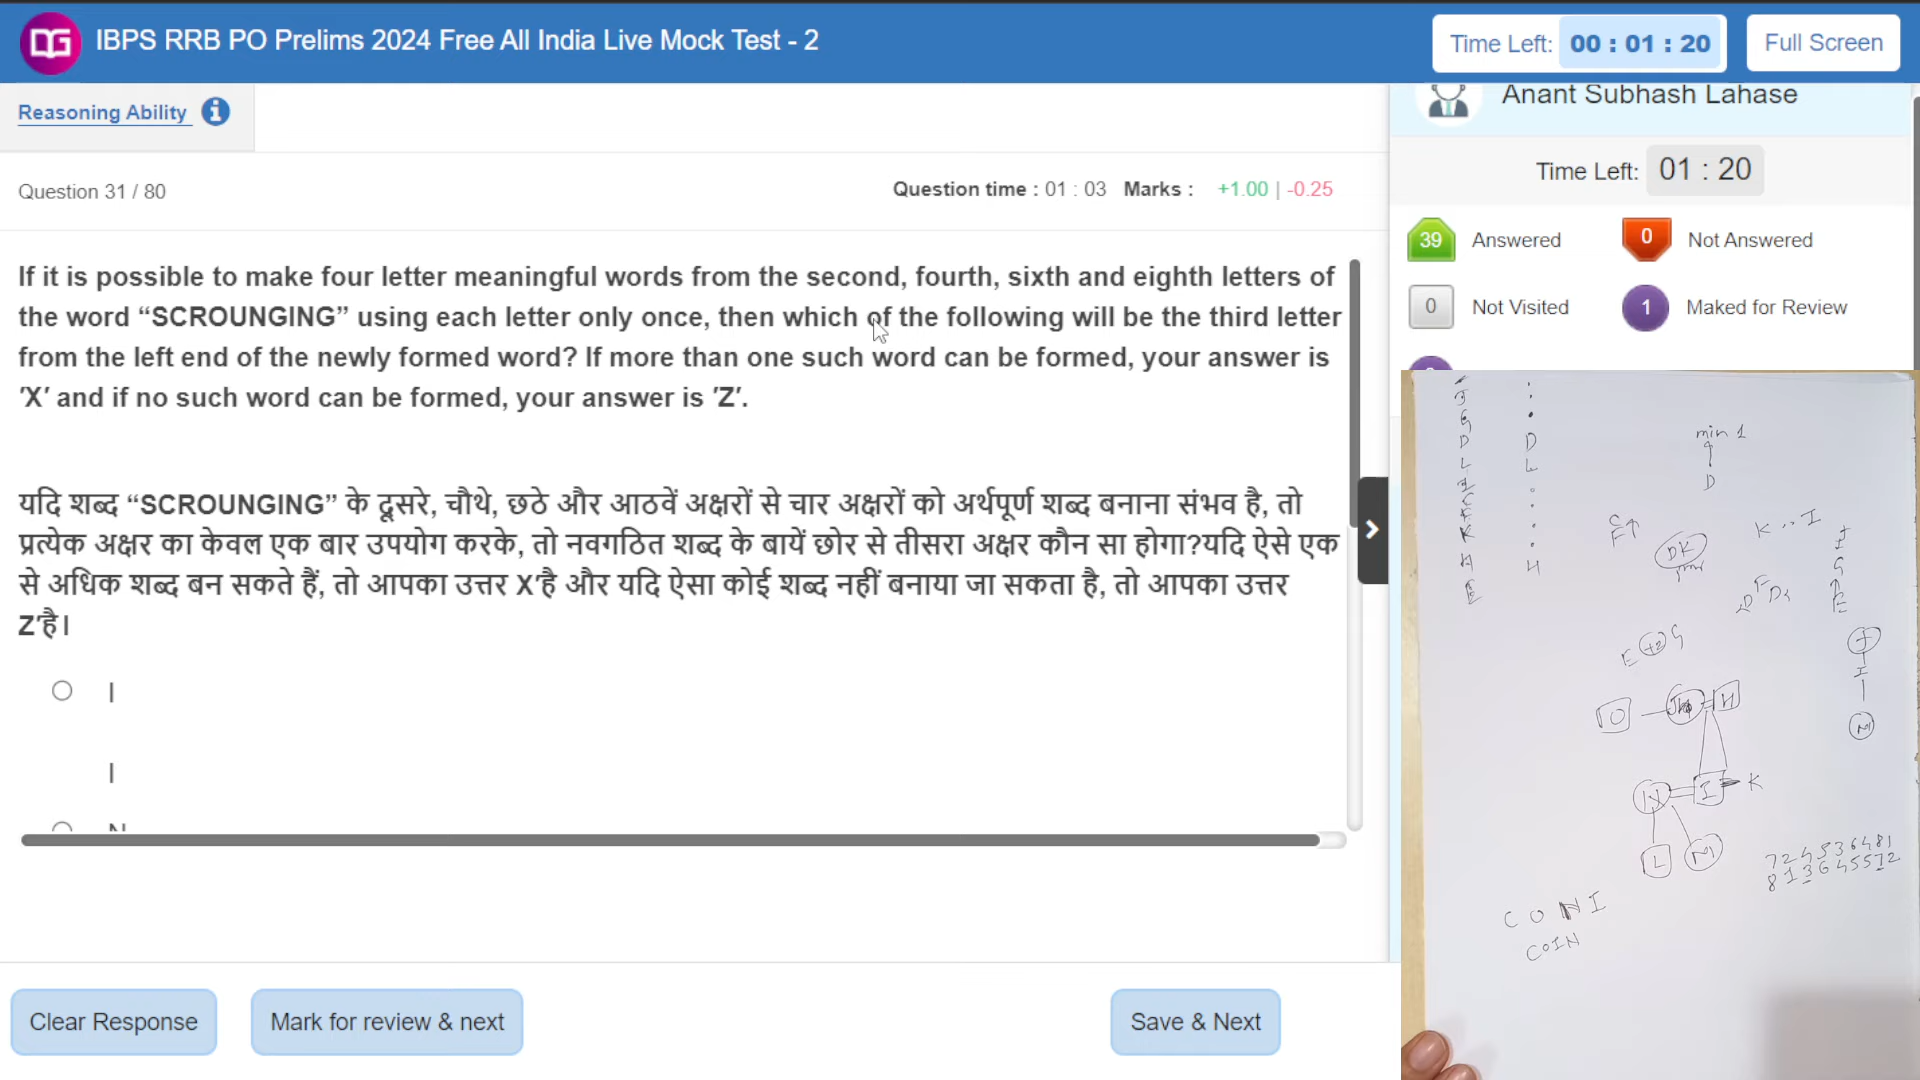 IBPS RRB PO Prelims 2024 Free All India Live Mock Test - 2
Time Left: 00 : 01 : 20
Full Screen
Reasoning Ability
Anant Subhash Lahase
Time Left: 01 : 20
Question 31 / 80
Question time : 01 : 03 Marks : +1.00 | -0.25
39 Answered
0 Not Answered
0 Not Visited
1 Maked for Review
If it is possible to make four letter meaningful words from the second, fourth, sixth and eighth letters of
the word “SCROUNGING” using each letter only once, then which of the following will be the third letter
from the left end of the newly formed word? If more than one such word can be formed, your answer is
′X′ and if no such word can be formed, your answer is ′Z′.
यदि शब्द “SCROUNGING” के दूसरे, चौथे, छठे और आठवें अक्षरों से चार अक्षरों को अर्थपूर्ण शब्द बनाना संभव है, तो
प्रत्येक अक्षर का केवल एक बार उपयोग करके, तो नवगठित शब्द के बायें छोर से तीसरा अक्षर कौन सा होगा?यदि ऐसे एक
से अधिक शब्द बन सकते हैं, तो आपका उत्तर X′है और यदि ऐसा कोई शब्द नहीं बनाया जा सकता है, तो आपका उत्तर
Z′है।
I
I
N
Clear Response
Mark for review & next
Save & Next
min 1
D
DK
K .. I
E +2 G
O
H
I
K
L
M
I
M
724536481
8136455 12
C O N I
COIN